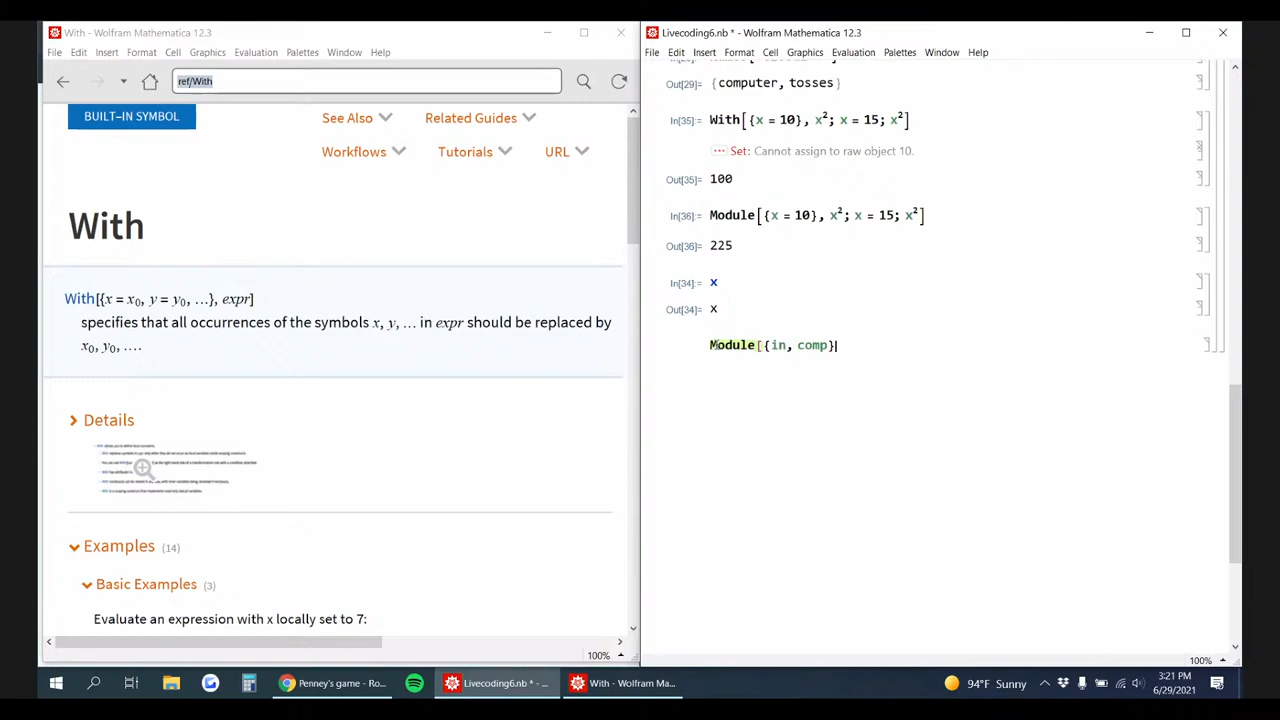 With - Wolfram Mathematica 12.3
File Edit Insert Format Cell Graphics Evaluation Palettes Window Help
ref/With
BUILT-IN SYMBOL
See Also
Related Guides
Workflows
Tutorials
URL
With
With[{x = x₀, y = y₀, …}, expr]
specifies that all occurrences of the symbols x, y, … in expr should be replaced by
x₀, y₀, ….
Details
Examples (14)
Basic Examples (3)
Evaluate an expression with x locally set to 7:
100%
Livecoding6.nb * - Wolfram Mathematica 12.3
File Edit Insert Format Cell Graphics Evaluation Palettes Window Help
Out[29]= {computer, tosses}
In[35]:= With[{x = 10}, x²; x = 15; x²]
Set: Cannot assign to raw object 10.
Out[35]= 100
In[36]:= Module[{x = 10}, x²; x = 15; x²]
Out[36]= 225
In[34]:= x
Out[34]= x
Module[{in, comp}
100%
Penney's game - Ro...
Livecoding6.nb * - ...
With - Wolfram Ma...
94°F Sunny
3:21 PM
6/29/2021